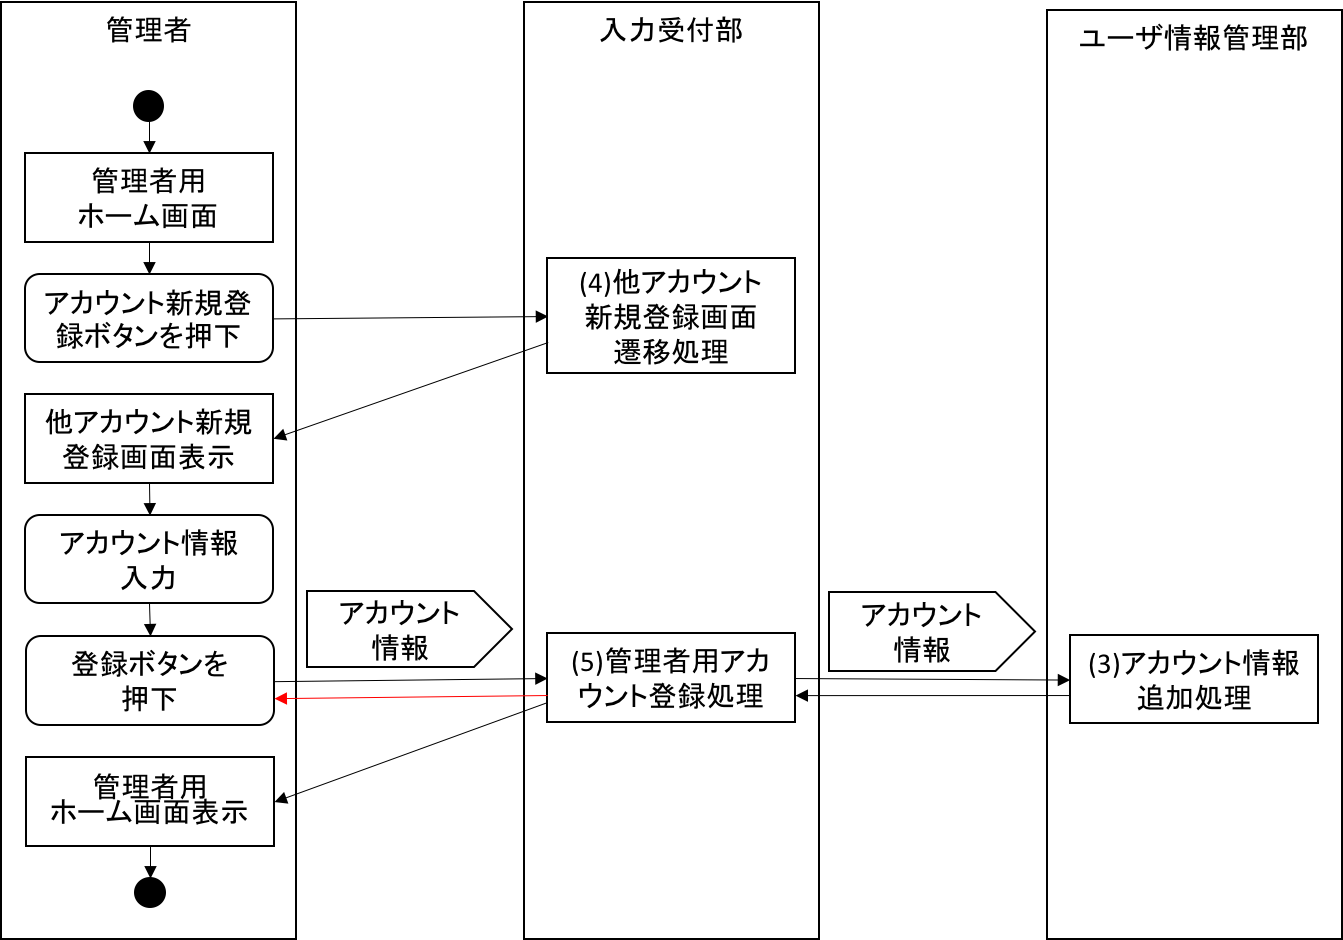 管理者
入力受付部
ユーザ情報管理部
管理者用
ホーム画面
アカウント新規登
録ボタンを押下
(4)他アカウント
新規登録画面
遷移処理
他アカウント新規
登録画面表示
アカウント情報
入力
アカウント
情報
アカウント
情報
登録ボタンを
押下
(5)管理者用アカ
ウント登録処理
(3)アカウント情報
追加処理
管理者用
ホーム画面表示